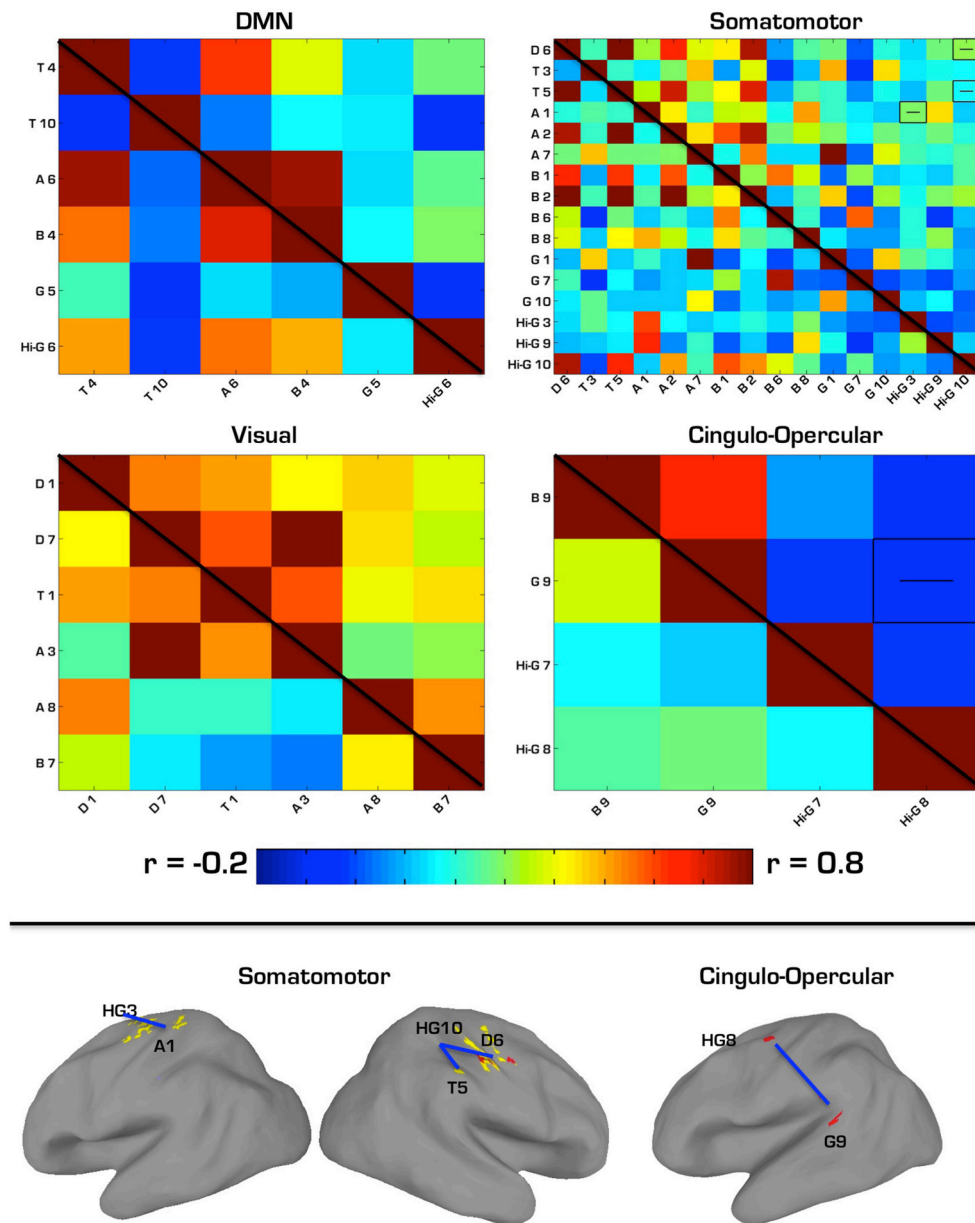 DMN
T 4
T 10
A 6
B 4
G 5
Hi-G 6
T 4
T 10
A 6
B 4
G 5
Hi-G 6
Somatomotor
D 6
T 3
T 5
A 1
A 2
A 7
B 1
B 2
B 6
B 8
G 1
G 7
G 10
Hi-G 3
Hi-G 9
Hi-G 10
D 6
T 3
T 5
A 1
A 2
A 7
B 1
B 2
B 6
B 8
G 1
G 7
G 10
Hi-G 3
Hi-G 9
Hi-G 10
Visual
D 1
D 7
T 1
A 3
A 8
B 7
D 1
D 7
T 1
A 3
A 8
B 7
Cingulo-Opercular
B 9
G 9
Hi-G 7
Hi-G 8
B 9
G 9
Hi-G 7
Hi-G 8
r = -0.2
r = 0.8
Somatomotor
HG3
A1
HG10
D6
T5
Cingulo-Opercular
HG8
G9